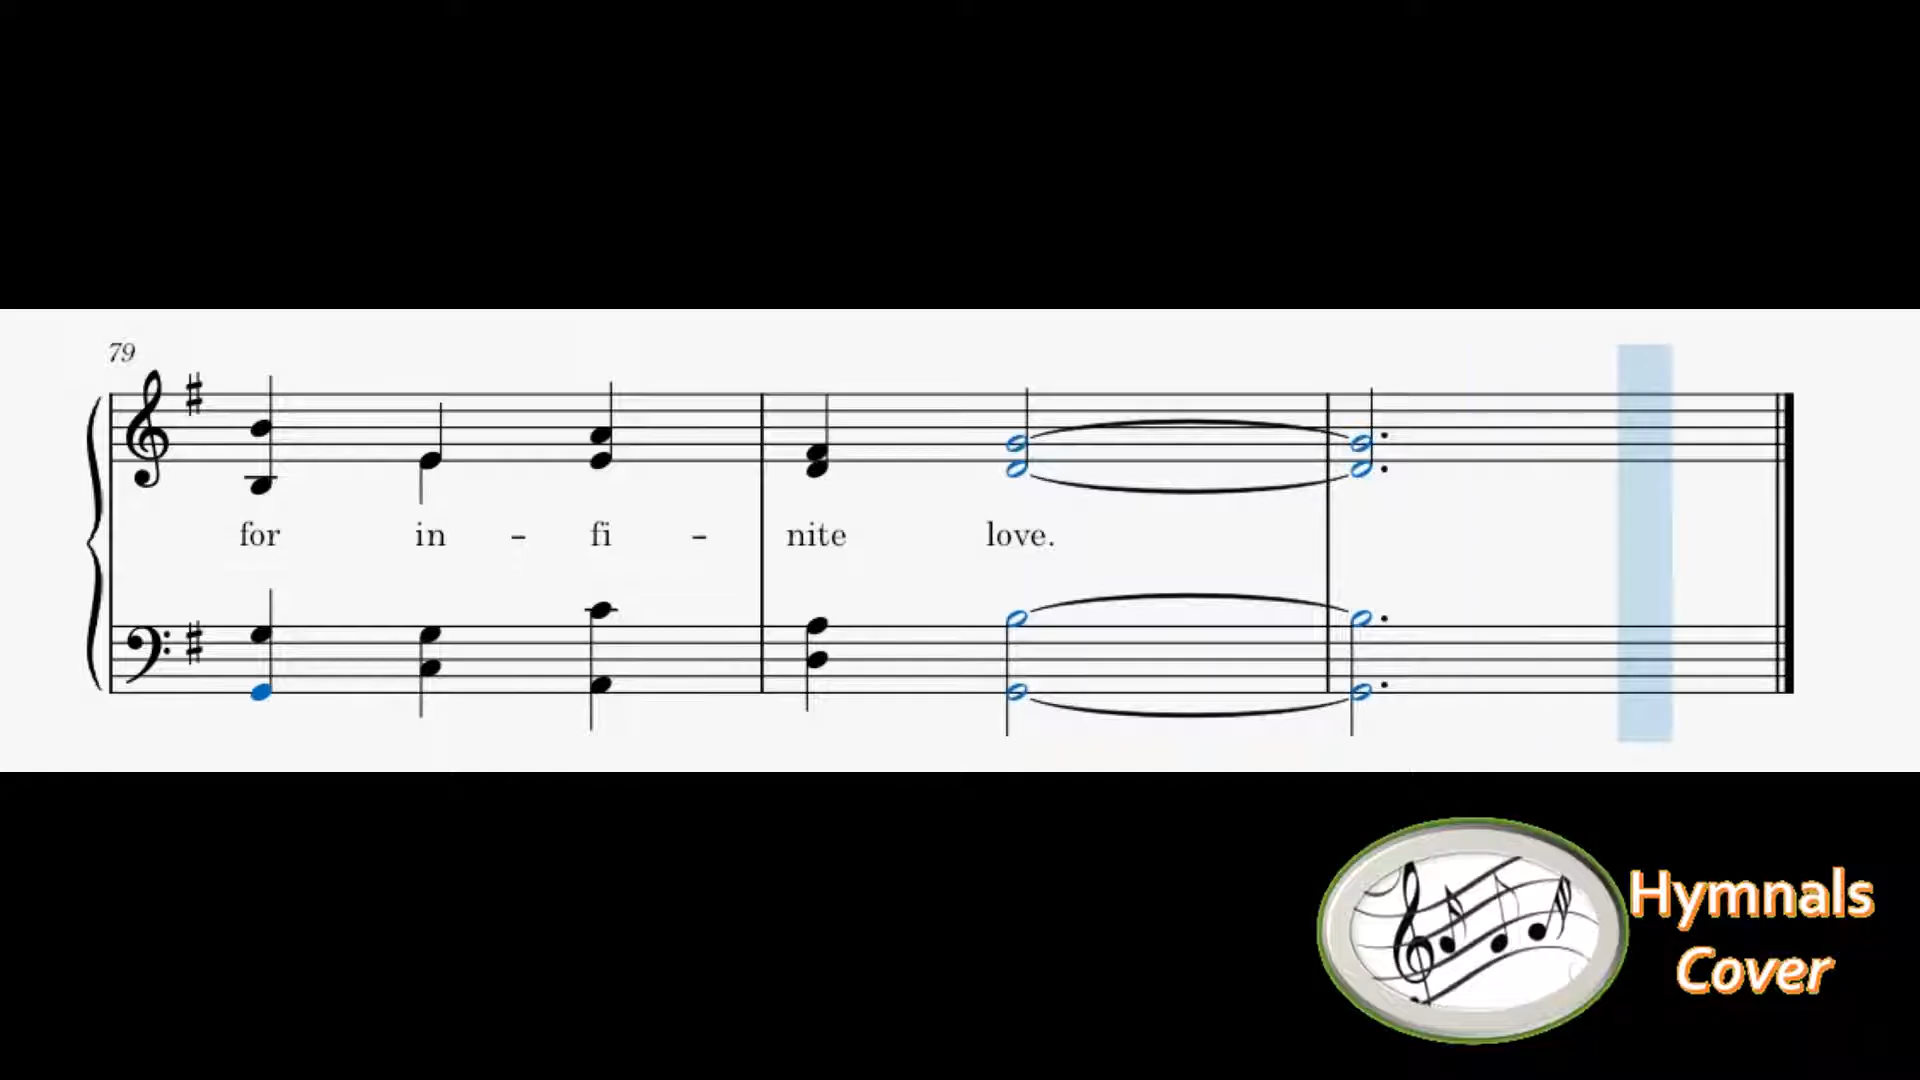 79
for in - fi - nite love.
Hymnals
Cover